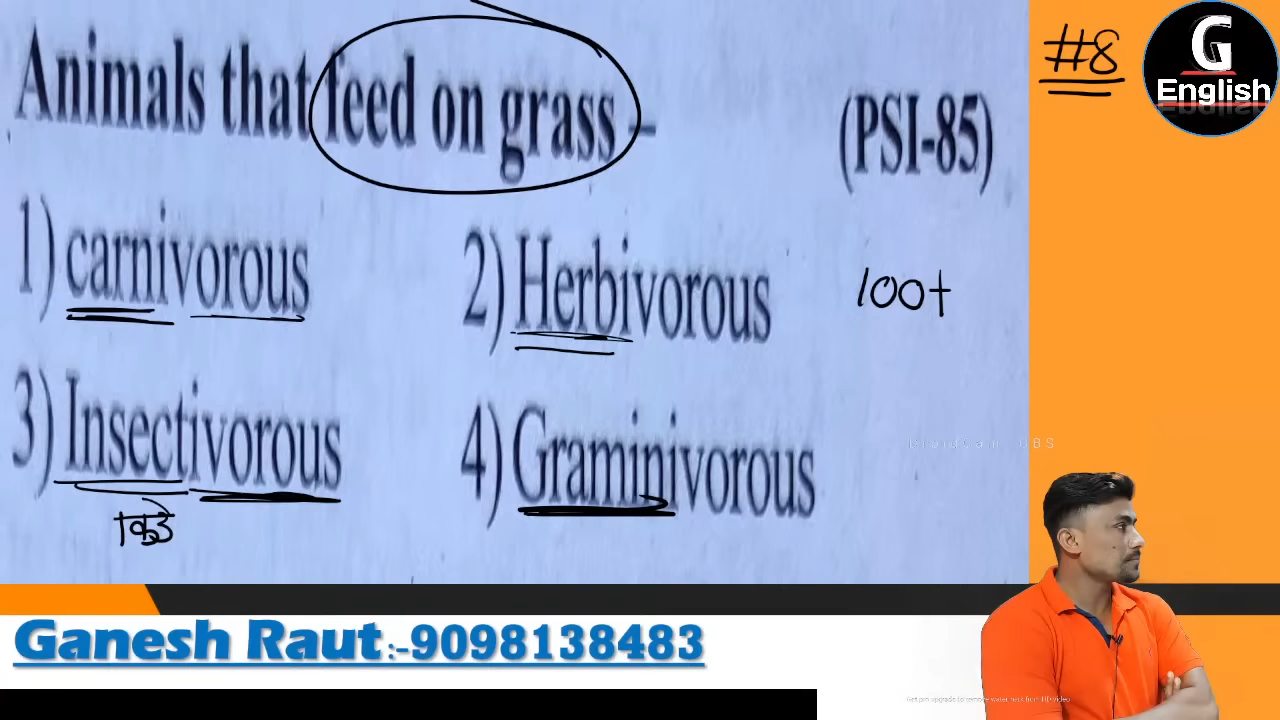 #8
G
English
Animals that feed on grass – (PSI-85)
1) carnivorous 2) Herbivorous 100+
3) Insectivorous 4) Graminivorous
किडे
Ganesh Raut:-9098138483